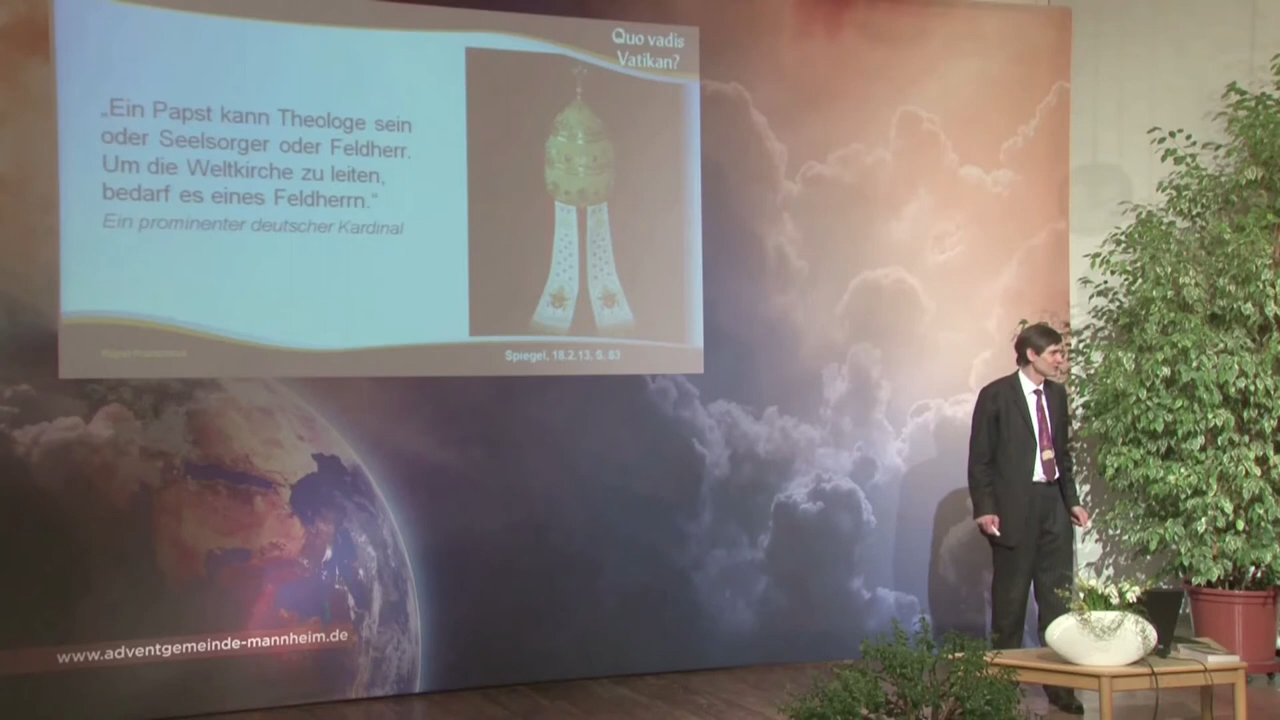 Quo vadis
Vatikan?
„Ein Papst kann Theologe sein
oder Seelsorger oder Feldherr.
Um die Weltkirche zu leiten,
bedarf es eines Feldherrn.“
Ein prominenter deutscher Kardinal
Spiegel, 18.2.13, S. 83
www.adventgemeinde-mannheim.de